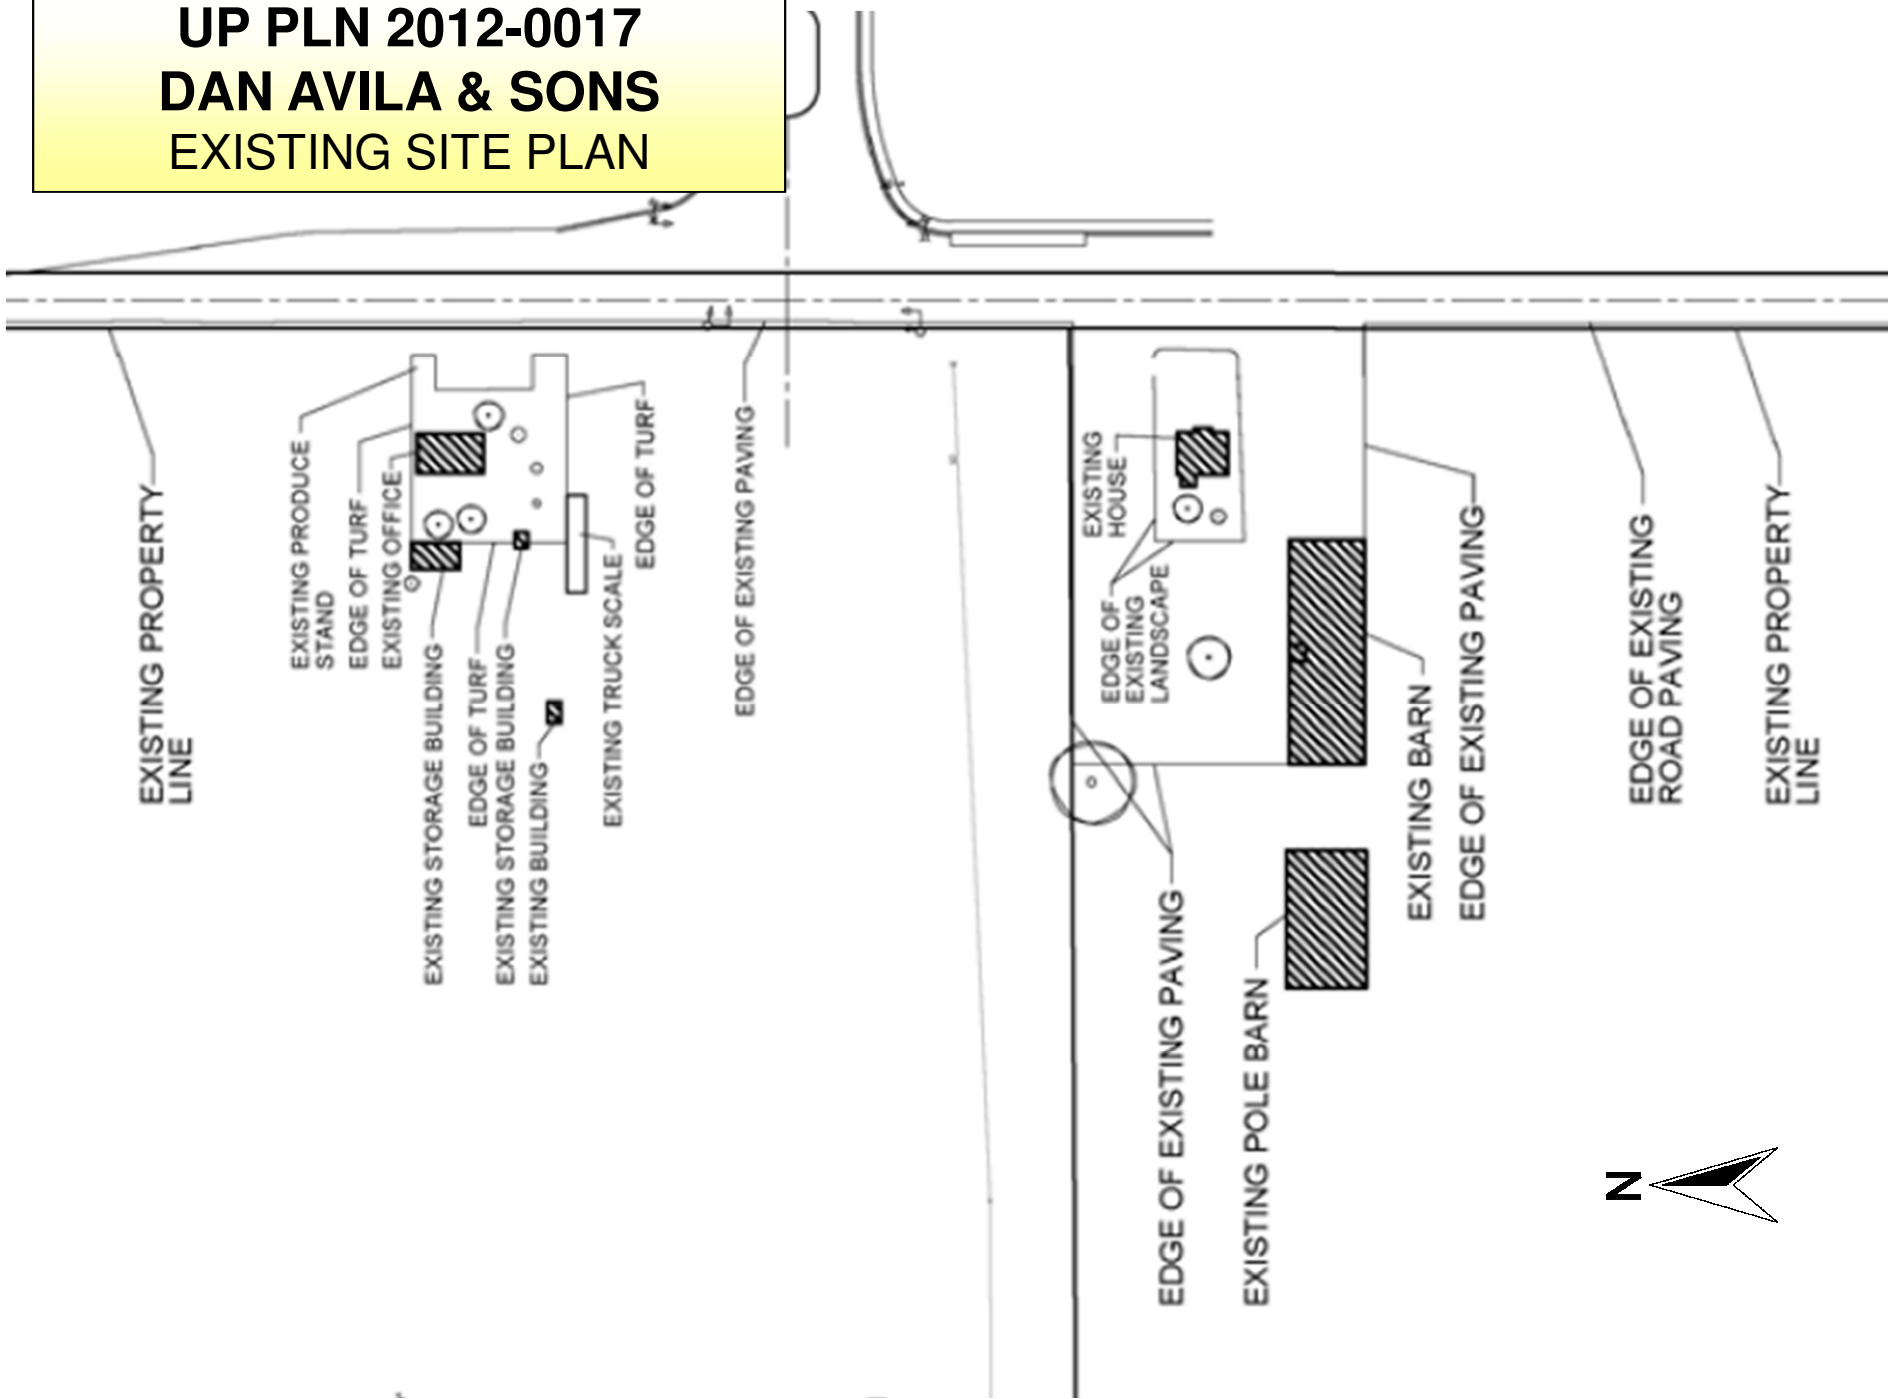 UP PLN 2012-0017
DAN AVILA & SONS
EXISTING SITE PLAN
EXISTING PROPERTY
LINE
EXISTING PRODUCE
STAND
EDGE OF TURF
EXISTING OFFICE
EXISTING STORAGE BUILDING
EDGE OF TURF
EXISTING STORAGE BUILDING
EXISTING BUILDING
EXISTING TRUCK SCALE
EDGE OF TURF
EDGE OF EXISTING PAVING
EXISTING
HOUSE
EDGE OF
EXISTING
LANDSCAPE
EDGE OF EXISTING PAVING
EXISTING POLE BARN
EXISTING BARN
EDGE OF EXISTING PAVING
EDGE OF EXISTING
ROAD PAVING
EXISTING PROPERTY
LINE
N